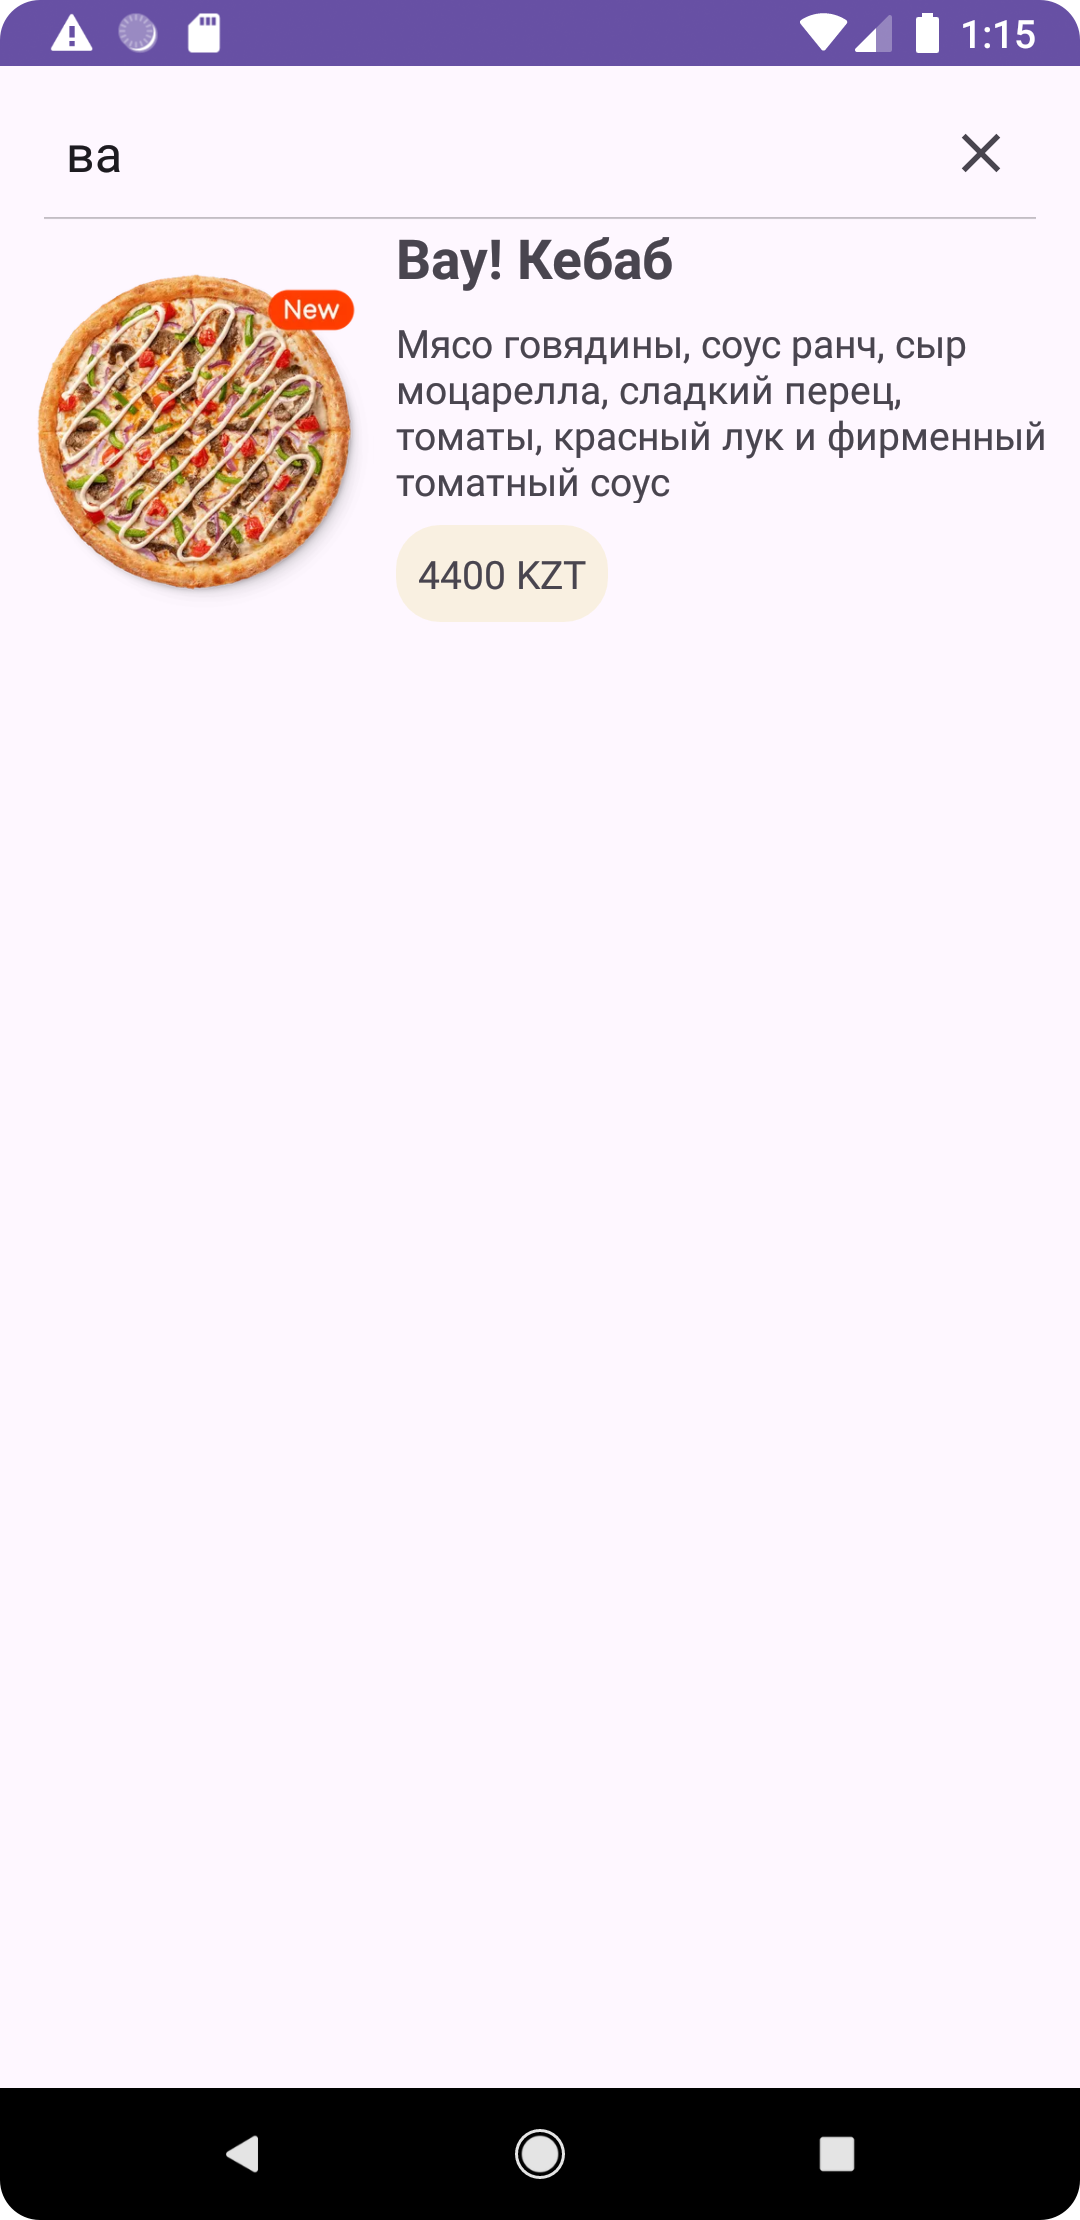 1:15
ва
Вау! Кебаб
New
Мясо говядины, соус ранч, сыр
моцарелла, сладкий перец,
томаты, красный лук и фирменный
томатный соус
4400 KZT